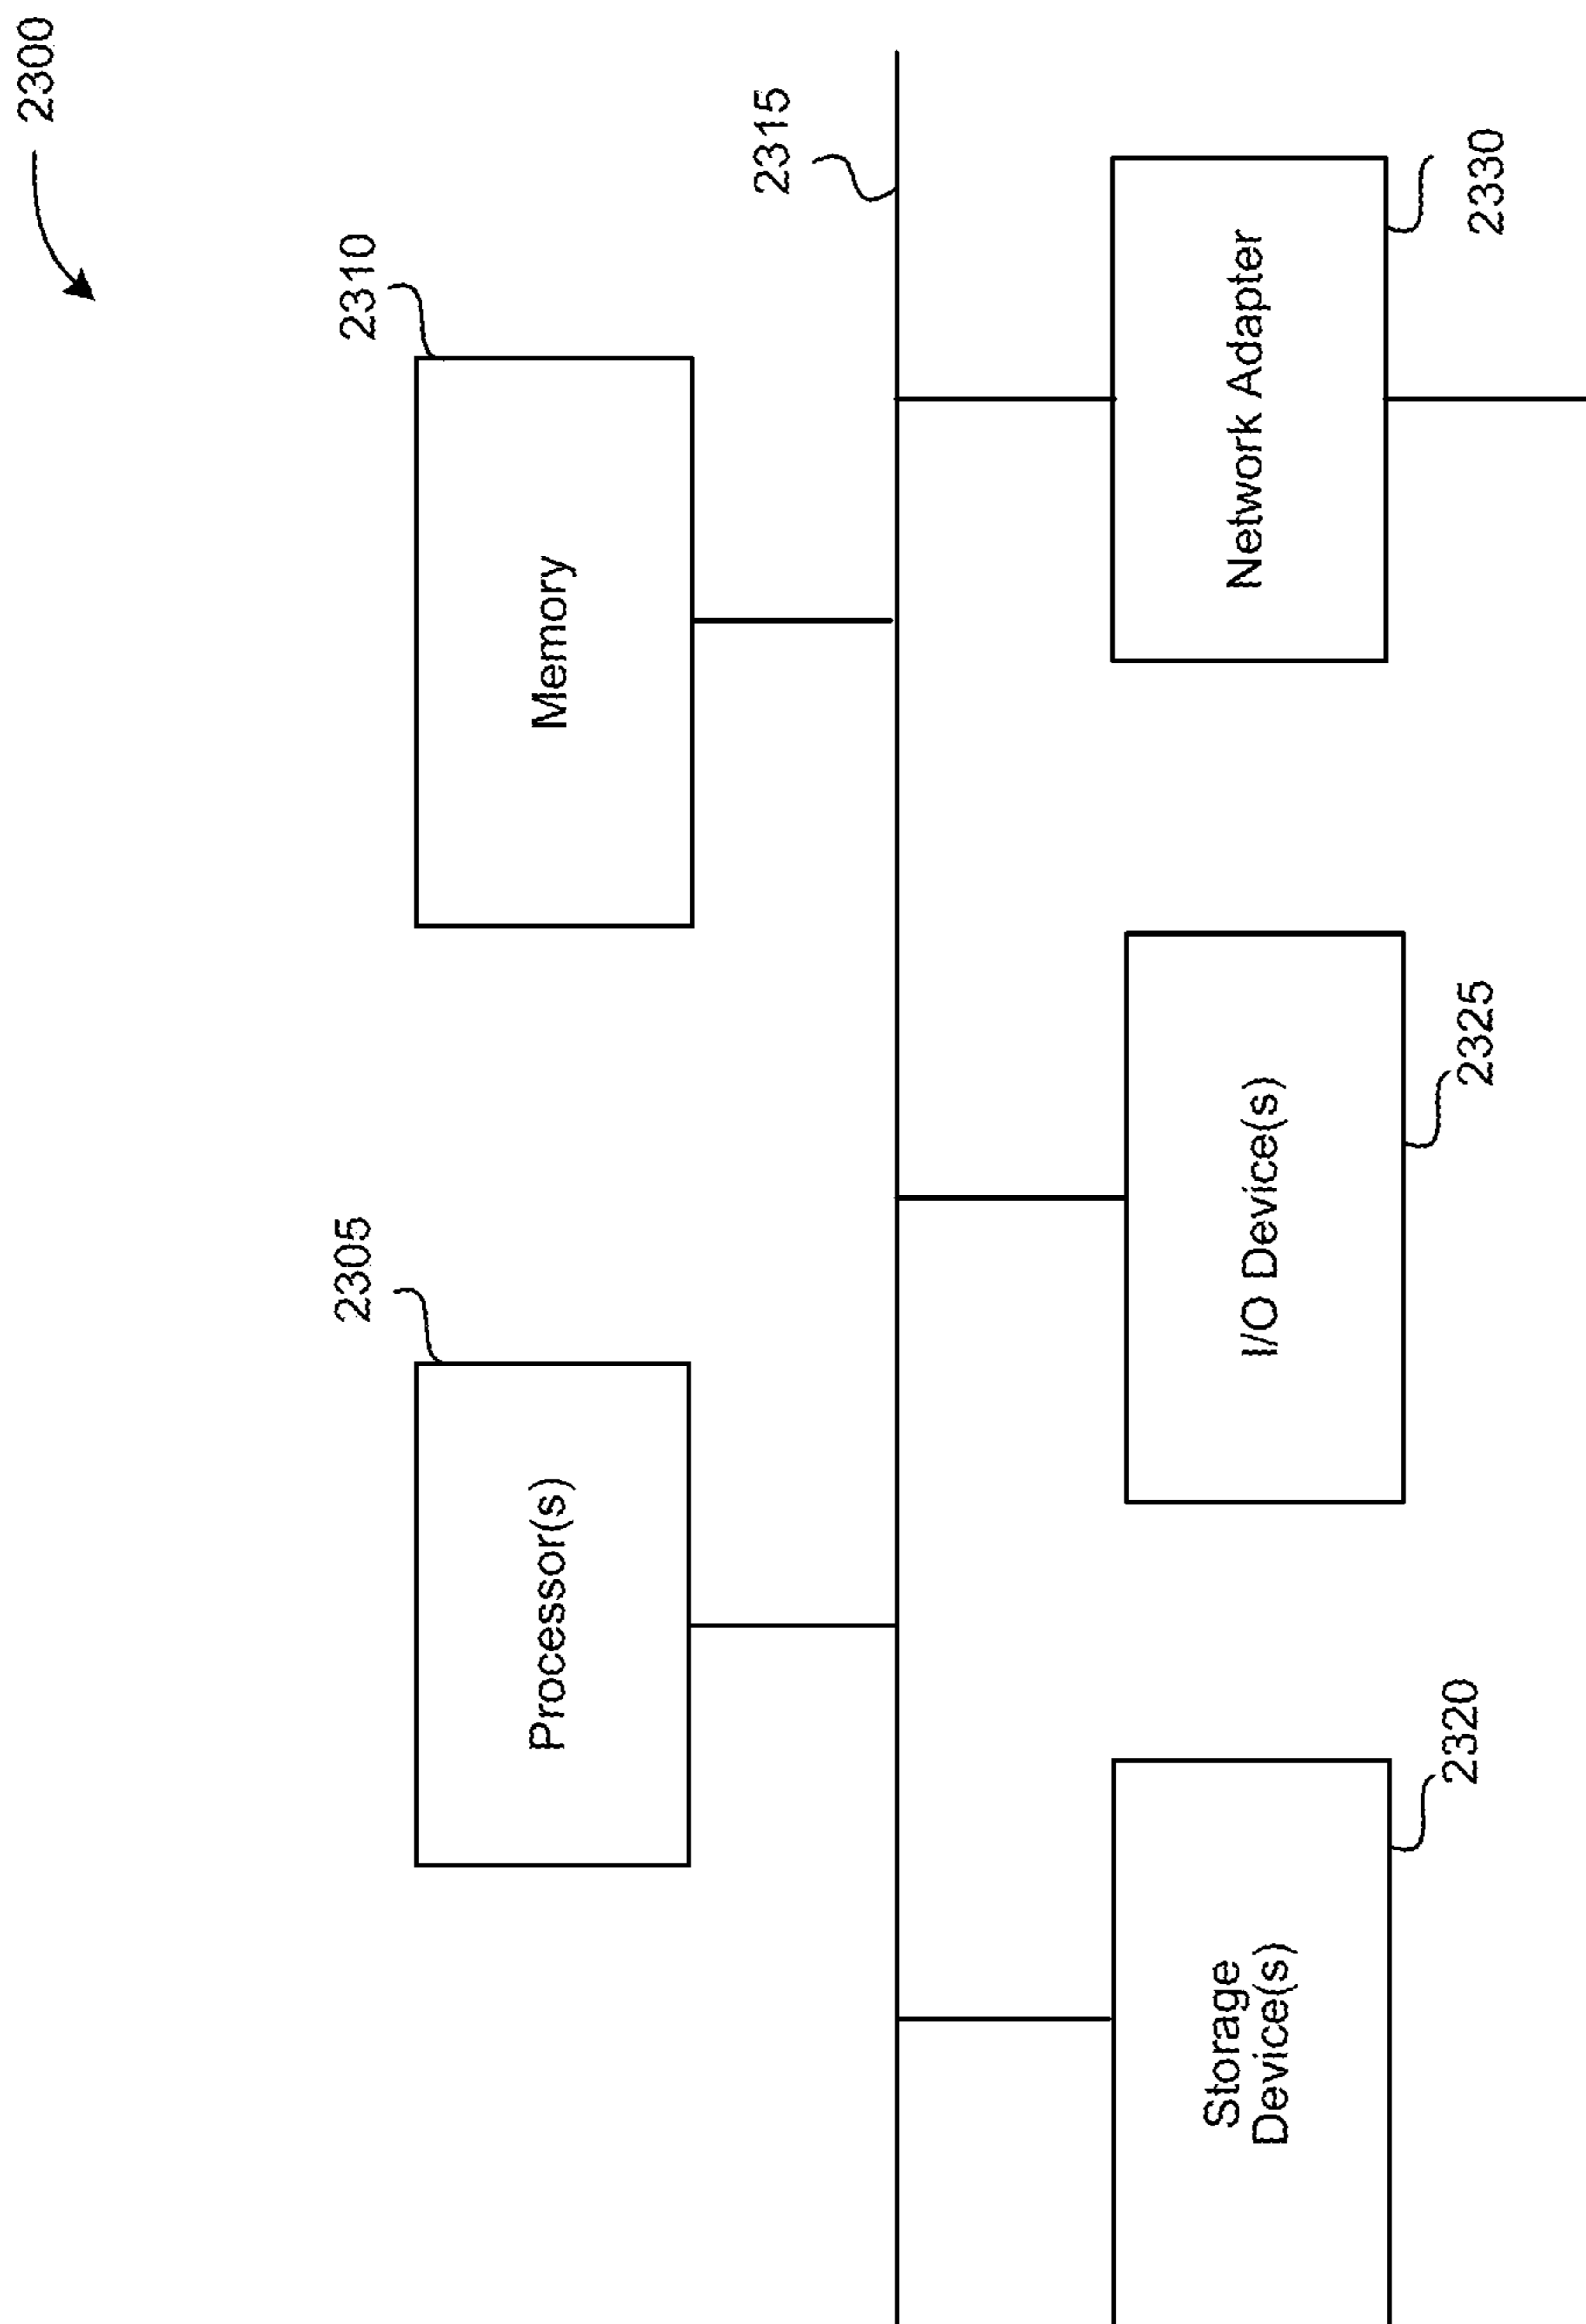 2300
2310
2305
Memory
Processor(s)
2315
Storage
Device(s)
I/O Device(s)
Network Adapter
2320
2325
2330